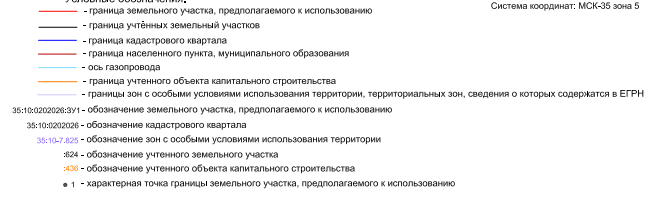 Условные обозначения:
Система координат: МСК-35 зона 5
- граница земельного участка, предполагаемого к использованию
- граница учтённых земельный участков
- граница кадастрового квартала
- граница населенного пункта, муниципального образования
- ось газопровода
- граница учтенного объекта капитального строительства
- границы зон с особыми условиями использования территории, территориальных зон, сведения о которых содержатся в ЕГРН
35:10:0202026:ЗУ1 - обозначение земельного участка, предполагаемого к использованию
35:10:0202026 - обозначение кадастрового квартала
35:10-7.825 - обозначение зон с особыми условиями использования территории
:624 - обозначение учтенного земельного участка
:436 - обозначение учтенного объекта капитального строительства
1 - характерная точка границы земельного участка, предполагаемого к использованию